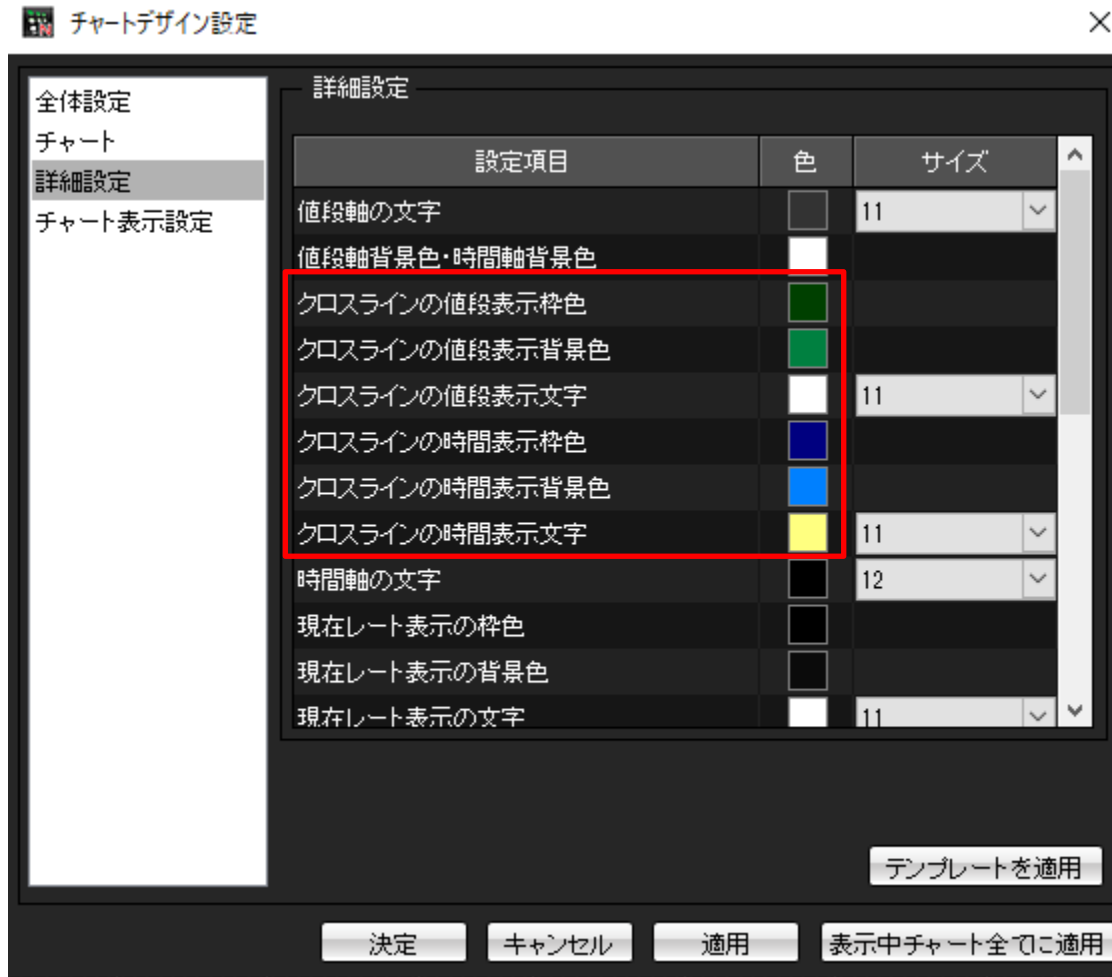 チャートデザイン設定
全体設定
チャート
詳細設定
チャート表示設定
詳細設定
設定項目 色 サイズ
値段軸の文字 11
値段軸背景色・時間軸背景色
クロスラインの値段表示枠色
クロスラインの値段表示背景色
クロスラインの値段表示文字 11
クロスラインの時間表示枠色
クロスラインの時間表示背景色
クロスラインの時間表示文字 11
時間軸の文字 12
現在レート表示の枠色
現在レート表示の背景色
現在レート表示の文字 11
テンプレートを適用
決定 キャンセル 適用 表示中チャート全てに適用